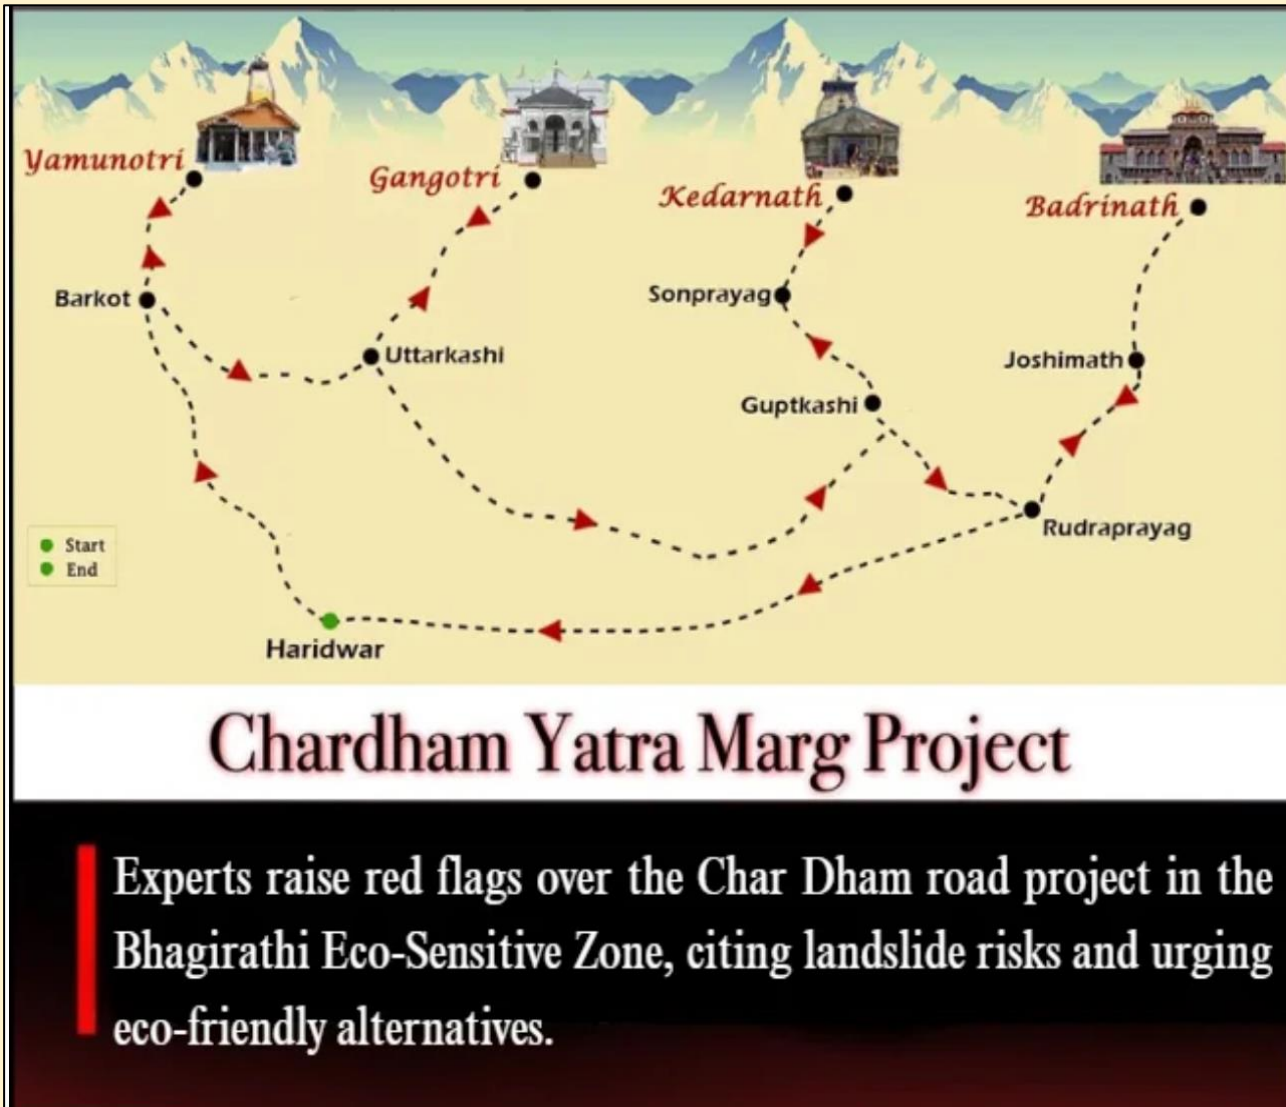 Yamunotri
Gangotri
Kedarnath
Badrinath
Barkot
Sonprayag
Uttarkashi
Joshimath
Guptkashi
Rudraprayag
Start
End
Haridwar
Chardham Yatra Marg Project
Experts raise red flags over the Char Dham road project in the
Bhagirathi Eco-Sensitive Zone, citing landslide risks and urging
eco-friendly alternatives.